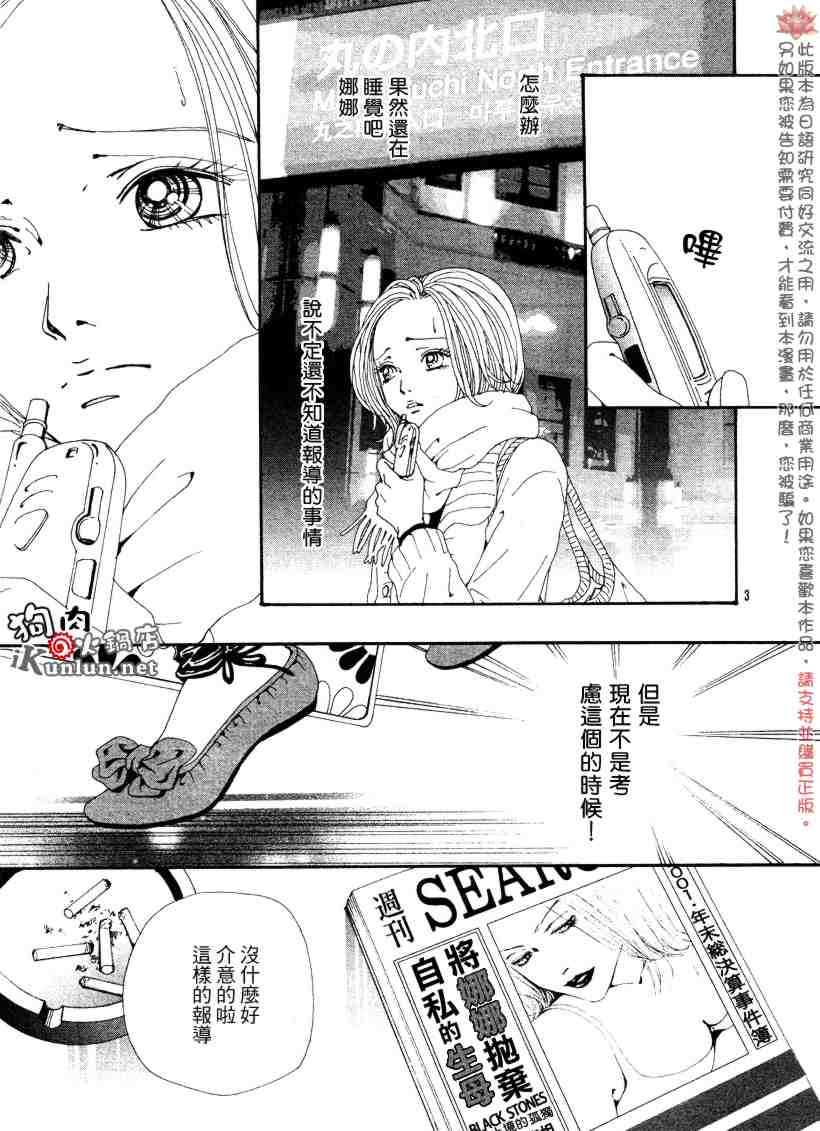 嗶
怎麼辦
果然還在
睡覺吧
娜娜
說不定還不知道報導的事情
丸の内北口
Entrance
3
但是
現在不是考
慮這個的時候！
沒什麼好
介意的啦
這樣的報導
週刊
年末総決算事件簿
將娜娜拋棄
自私的生母
BLACK STONES
狗肉
火鍋店
iKunlun.net
此版本為日語研究同好交流之用，請勿用於任何商業用途。如果您喜歡本作品，請支持並購買正版。
另如果您被告知需要付費，才能看到本漫畫，那麼，您被騙了！